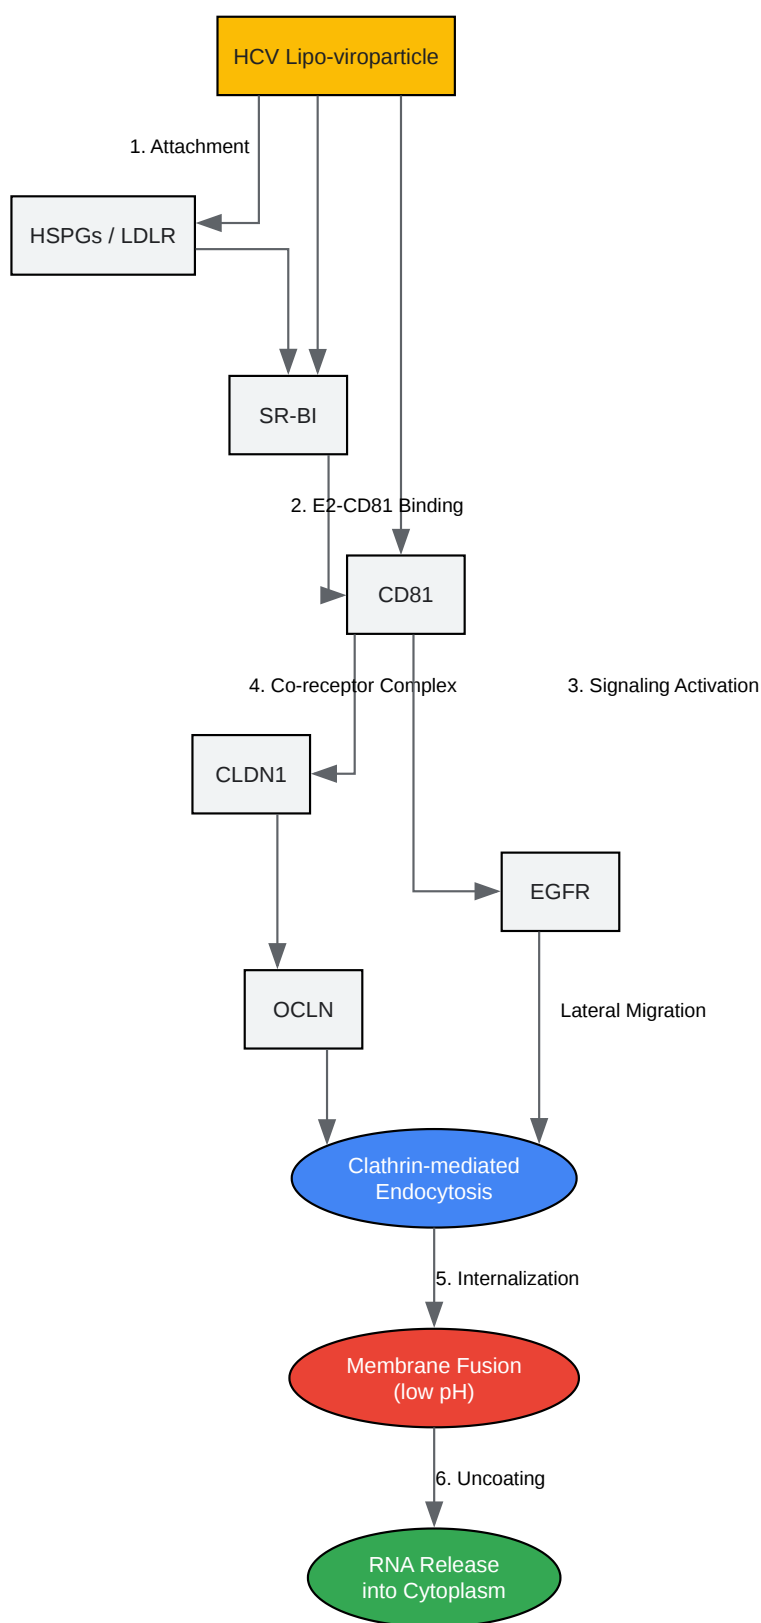 HCV Lipo-viroparticle
1. Attachment
HSPGs / LDLR
SR-BI
2. E2-CD81 Binding
CD81
4. Co-receptor Complex
3. Signaling Activation
CLDN1
EGFR
OCLN
Lateral Migration
Clathrin-mediated
Endocytosis
5. Internalization
Membrane Fusion
(low pH)
6. Uncoating
RNA Release
into Cytoplasm